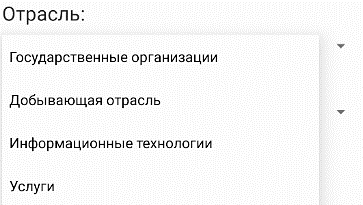 Отрасль:
Государственные организации
Добывающая отрасль
Информационные технологии
Услуги